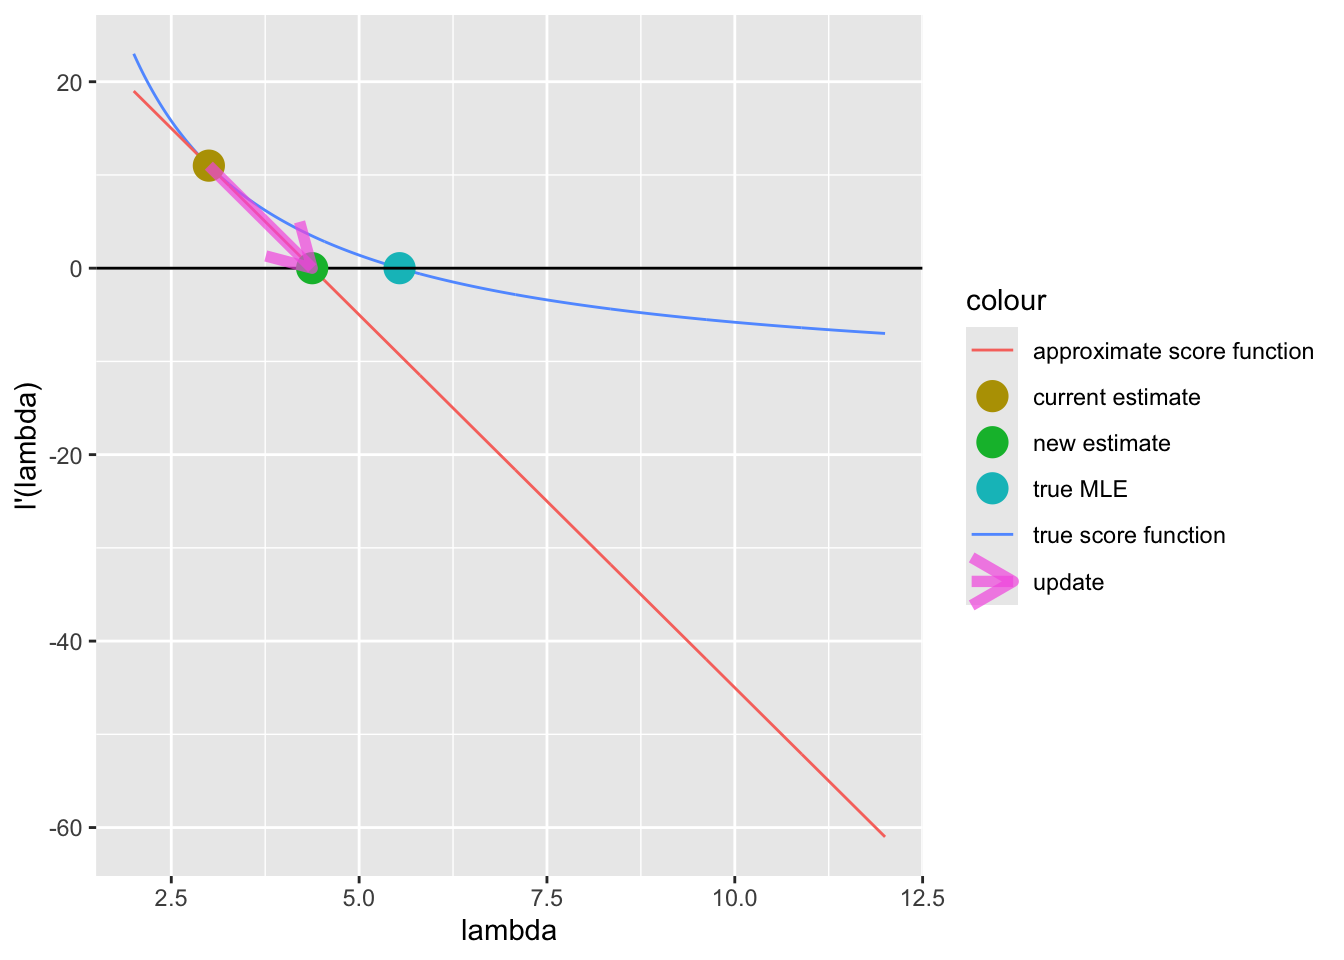 20
0
-20
-40
-60
l'(lambda)
2.5
5.0
7.5
10.0
12.5
lambda
colour
approximate score function
current estimate
new estimate
true MLE
true score function
update